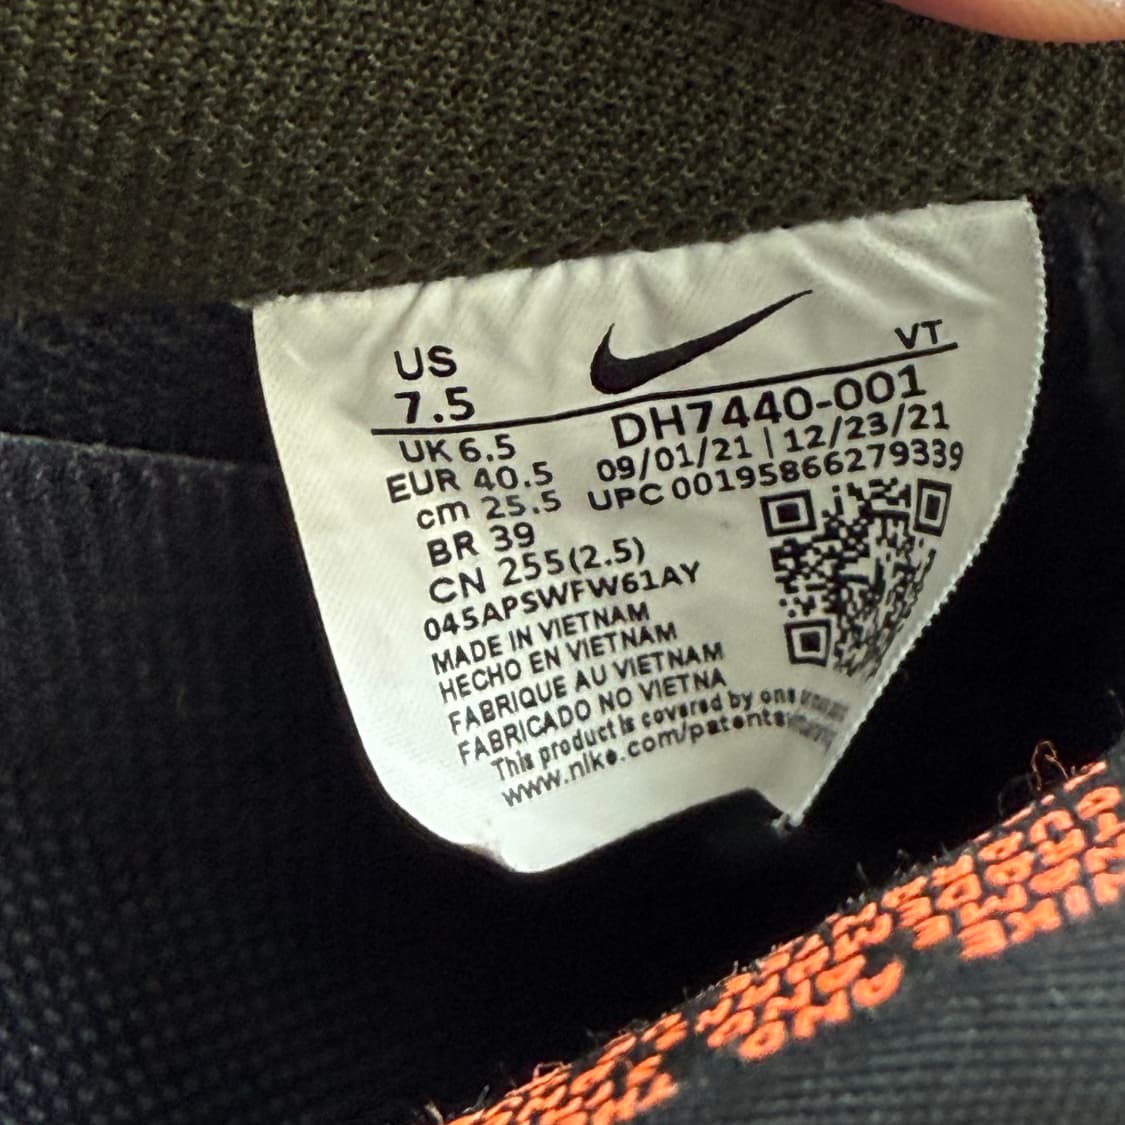 US
7.5
VT
UK 6.5
DH7440-001
EUR 40.5
09/01/21 | 12/23/21
cm 25.5
UPC 00195866279339
BR 39
CN 255(2.5)
045APSWFW61AY
MADE IN VIETNAM
HECHO EN VIETNAM
FABRIQUE AU VIETNAM
FABRICADO NO VIETNA
This product is covered by one
www.nike.com/patents